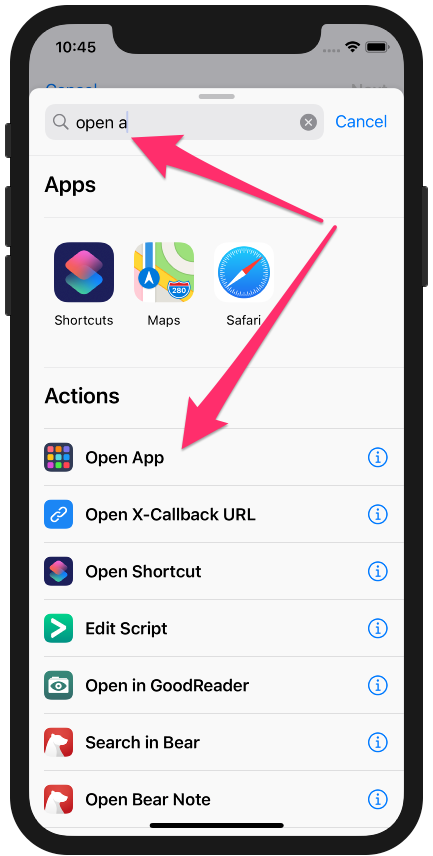 10:45
open a
Cancel
Apps
280
Shortcuts
Maps
Safari
Actions
Open App
Open X-Callback URL
Open Shortcut
Edit Script
Open in GoodReader
Search in Bear
Open Bear Note